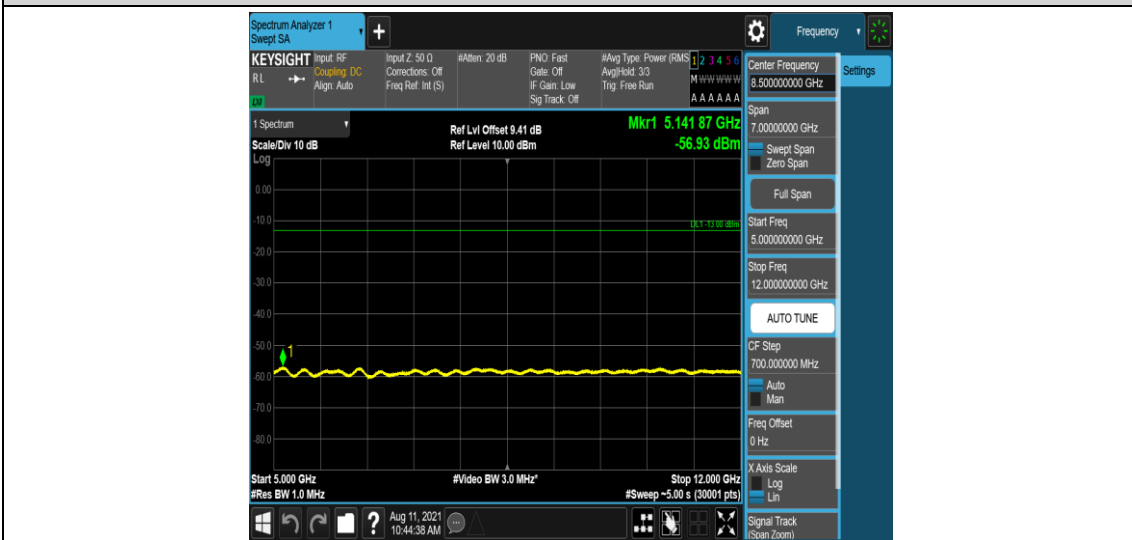 Spectrum Analyzer 1
Swept SA
+
Frequency
KEYSIGHT
RL
LXI
Input: RF
Coupling: DC
Align: Auto
Input Z: 50 Ω
Corrections: Off
Freq Ref: Int (S)
#Atten: 20 dB
PNO: Fast
Gate: Off
IF Gain: Low
Sig Track: Off
#Avg Type: Power (RMS
Avg|Hold: 3/3
Trig: Free Run
1 2 3 4 5 6
M W W W W W
A A A A A A
1 Spectrum
Scale/Div 10 dB
Ref Lvl Offset 9.41 dB
Ref Level 10.00 dBm
Mkr1 5.141 87 GHz
-56.93 dBm
Log
0.00
-10.0
DL1 -13.00 dBm
-20.0
-30.0
-40.0
-50.0
1
-60.0
-70.0
-80.0
Start 5.000 GHz
#Video BW 3.0 MHz*
Stop 12.000 GHz
#Res BW 1.0 MHz
#Sweep ~5.00 s (30001 pts)
?
Aug 11, 2021
10:44:38 AM
Center Frequency
8.500000000 GHz
Settings
Span
7.00000000 GHz
Swept Span
Zero Span
Full Span
Start Freq
5.000000000 GHz
Stop Freq
12.000000000 GHz
AUTO TUNE
CF Step
700.000000 MHz
Auto
Man
Freq Offset
0 Hz
X Axis Scale
Log
Lin
Signal Track
(Span Zoom)